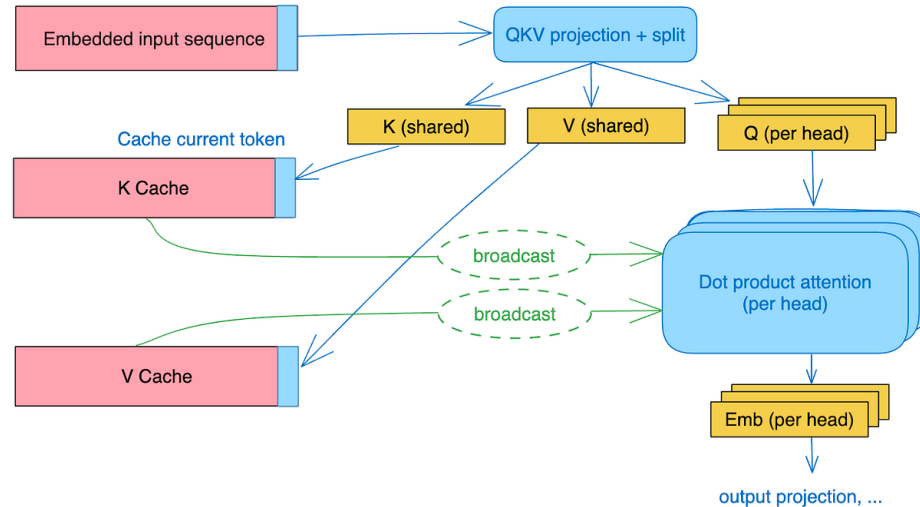 Embedded input sequence
QKV projection + split
K (shared)
V (shared)
Q (per head)
Cache current token
K Cache
broadcast
broadcast
Dot product attention
(per head)
V Cache
Emb (per head)
output projection, ...